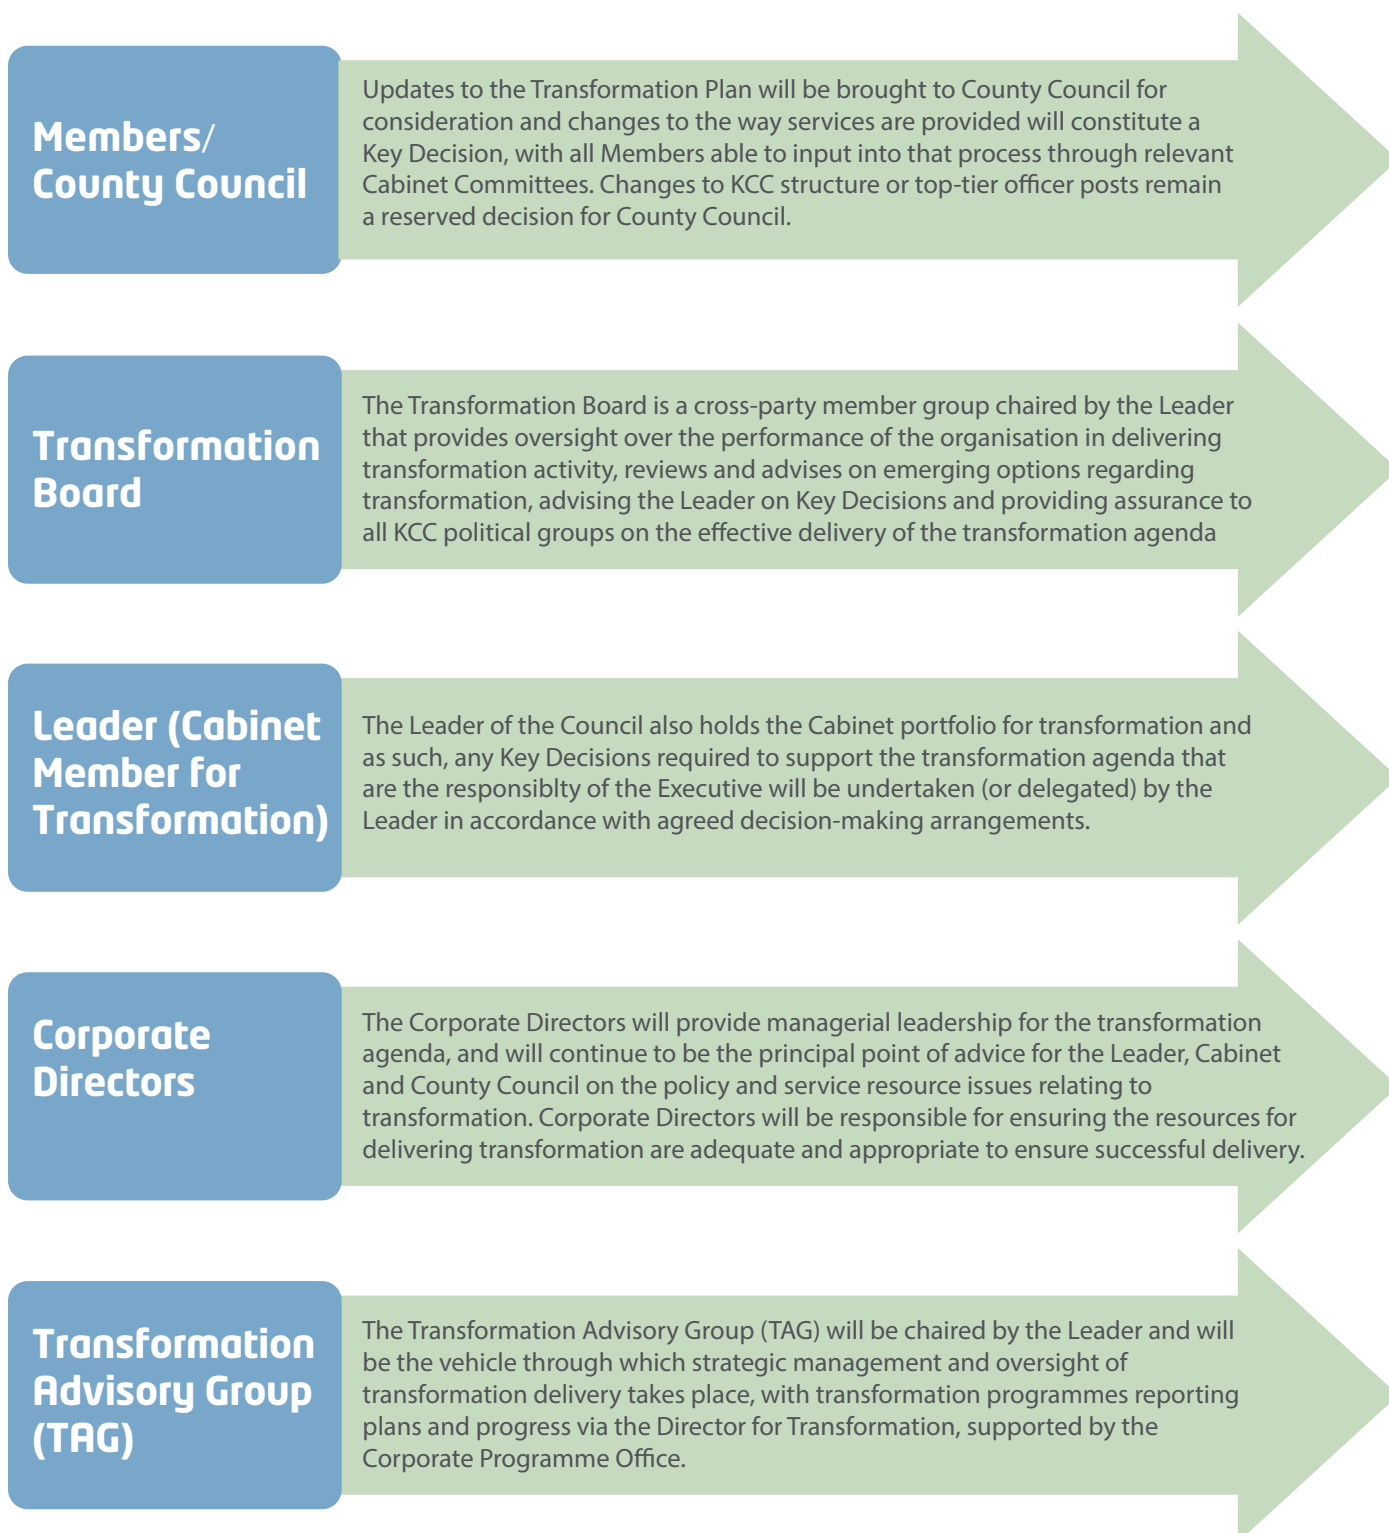 Members/
County Council
Updates to the Transformation Plan will be brought to County Council for
consideration and changes to the way services are provided will constitute a
Key Decision, with all Members able to input into that process through relevant
Cabinet Committees. Changes to KCC structure or top-tier officer posts remain
a reserved decision for County Council.
Transformation
Board
The Transformation Board is a cross-party member group chaired by the Leader
that provides oversight over the performance of the organisation in delivering
transformation activity, reviews and advises on emerging options regarding
transformation, advising the Leader on Key Decisions and providing assurance to
all KCC political groups on the effective delivery of the transformation agenda
Leader (Cabinet
Member for
Transformation)
The Leader of the Council also holds the Cabinet portfolio for transformation and
as such, any Key Decisions required to support the transformation agenda that
are the responsiblty of the Executive will be undertaken (or delegated) by the
Leader in accordance with agreed decision-making arrangements.
Corporate
Directors
The Corporate Directors will provide managerial leadership for the transformation
agenda, and will continue to be the principal point of advice for the Leader, Cabinet
and County Council on the policy and service resource issues relating to
transformation. Corporate Directors will be responsible for ensuring the resources for
delivering transformation are adequate and appropriate to ensure successful delivery.
Transformation
Advisory Group
(TAG)
The Transformation Advisory Group (TAG) will be chaired by the Leader and will
be the vehicle through which strategic management and oversight of
transformation delivery takes place, with transformation programmes reporting
plans and progress via the Director for Transformation, supported by the
Corporate Programme Office.